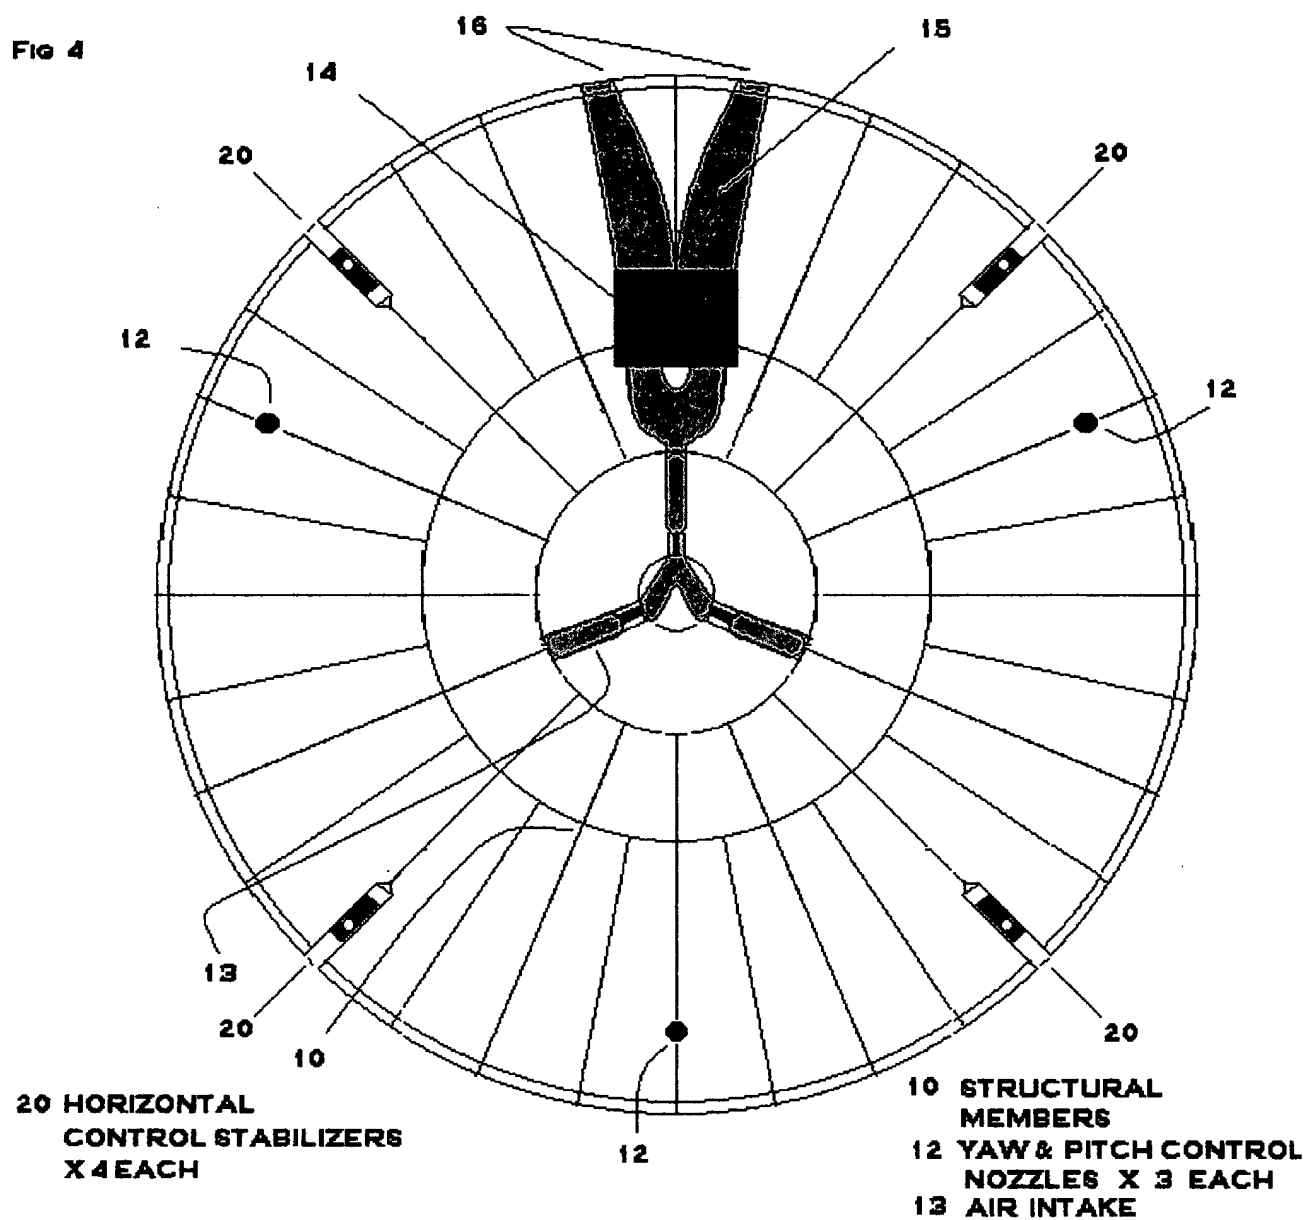 Fig 4
16
15
14
20
20
12
12
13
20
10
20
12
20 HORIZONTAL
CONTROL STABILIZERS
X 4 EACH
10 STRUCTURAL
MEMBERS
12 YAW & PITCH CONTROL
NOZZLES X 3 EACH
13 AIR INTAKE